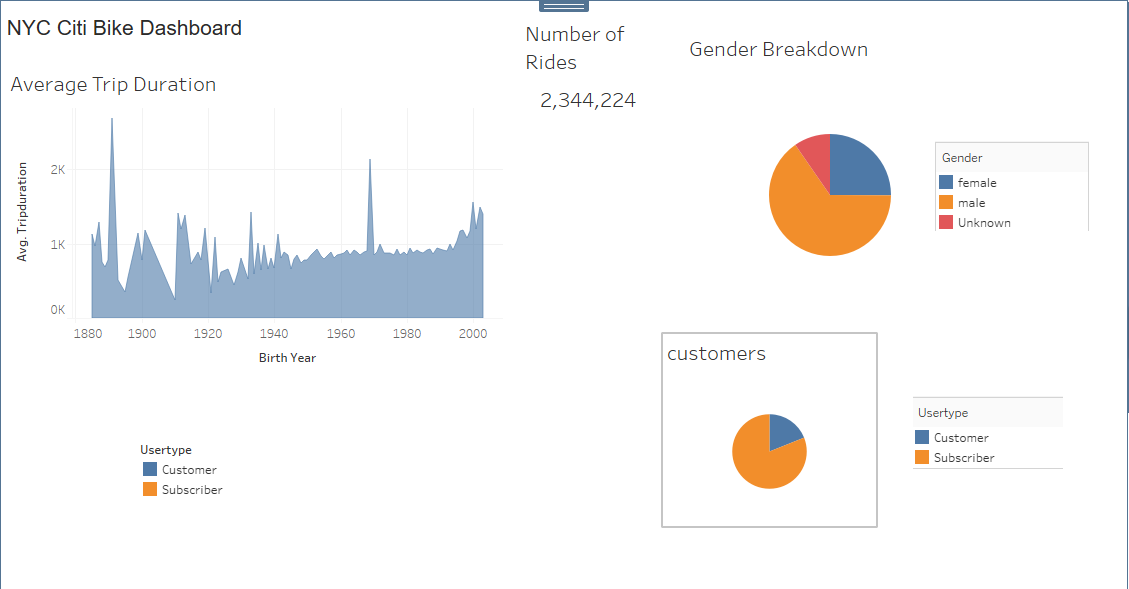 NYC Citi Bike Dashboard
Number of
Rides
2,344,224
Gender Breakdown
Average Trip Duration
Avg. Tripduration
2K
1K
0K
1880 1900 1920 1940 1960 1980 2000
Birth Year
Gender
female
male
Unknown
customers
Usertype
Customer
Subscriber
Usertype
Customer
Subscriber